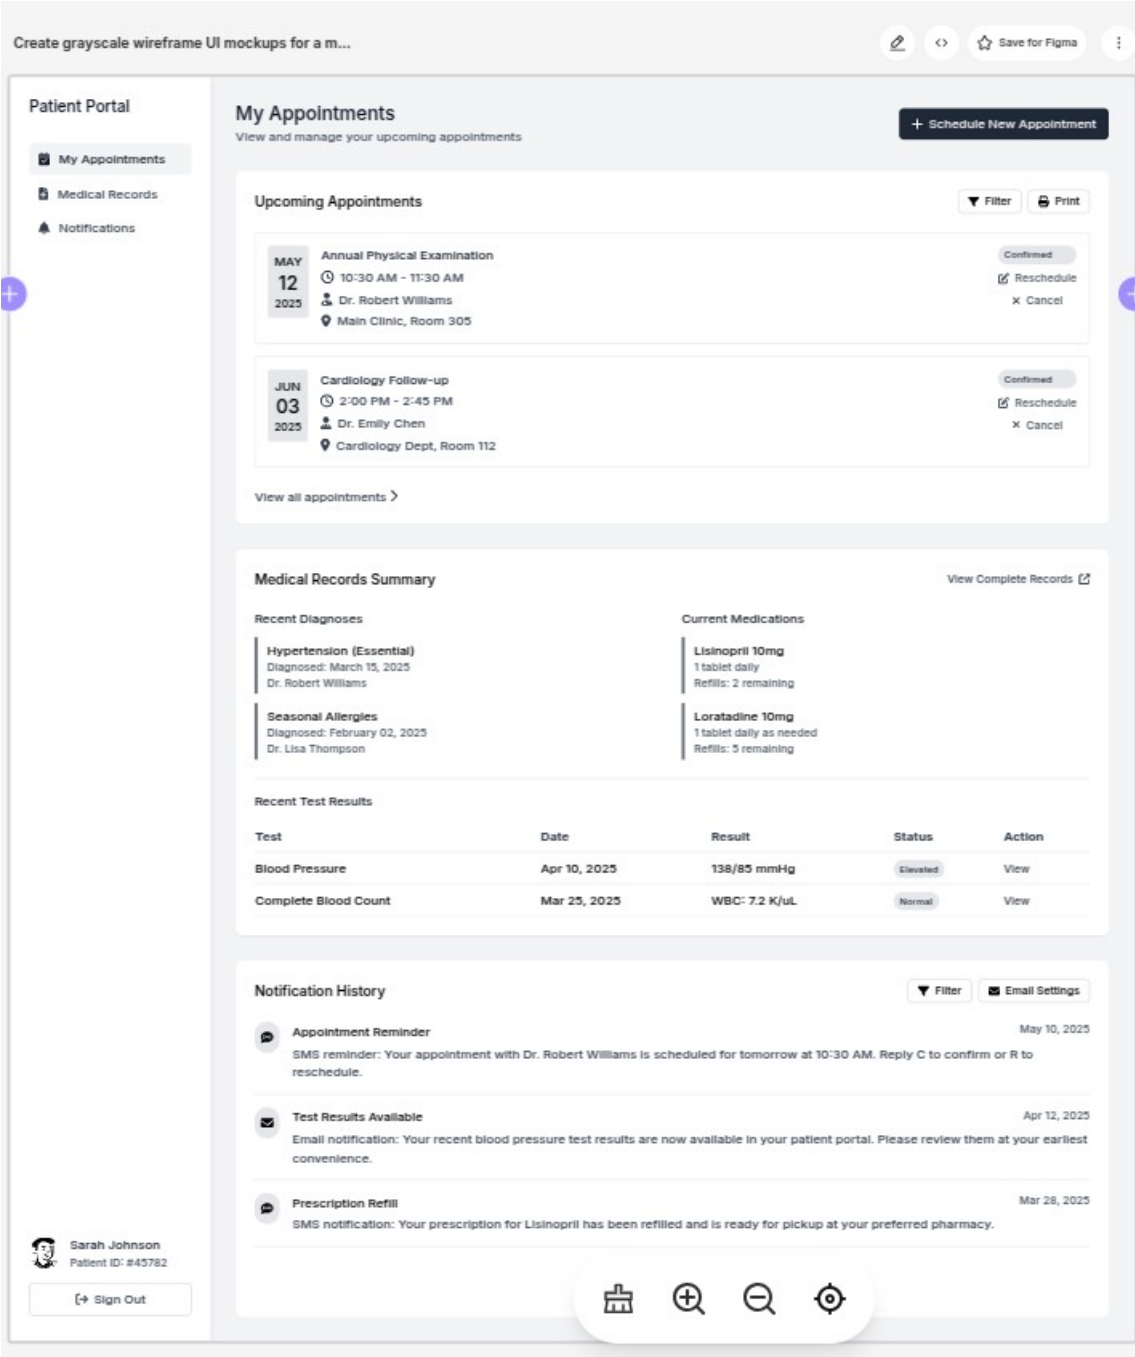 Create grayscale wireframe UI mockups for a m...
Save for Figma
Patient Portal
My Appointments
Medical Records
Notifications
My Appointments
View and manage your upcoming appointments
+ Schedule New Appointment
Upcoming Appointments
Filter
Print
MAY
12
2025
Annual Physical Examination
10:30 AM - 11:30 AM
Dr. Robert Williams
Main Clinic, Room 305
Confirmed
Reschedule
× Cancel
JUN
03
2025
Cardiology Follow-up
2:00 PM - 2:45 PM
Dr. Emily Chen
Cardiology Dept, Room 112
Confirmed
Reschedule
× Cancel
View all appointments
Medical Records Summary
View Complete Records
Recent Diagnoses
Hypertension (Essential)
Diagnosed: March 15, 2025
Dr. Robert Williams
Seasonal Allergies
Diagnosed: February 02, 2025
Dr. Lisa Thompson
Current Medications
Lisinopril 10mg
1 tablet daily
Refills: 2 remaining
Loratadine 10mg
1 tablet daily as needed
Refills: 5 remaining
Recent Test Results
Test Date Result Status Action
Blood Pressure Apr 10, 2025 138/85 mmHg Elevated View
Complete Blood Count Mar 25, 2025 WBC: 7.2 K/uL Normal View
Notification History
Filter
Email Settings
Appointment Reminder
May 10, 2025
SMS reminder: Your appointment with Dr. Robert Williams is scheduled for tomorrow at 10:30 AM. Reply C to confirm or R to
reschedule.
Test Results Available
Apr 12, 2025
Email notification: Your recent blood pressure test results are now available in your patient portal. Please review them at your earliest
convenience.
Prescription Refill
Mar 28, 2025
SMS notification: Your prescription for Lisinopril has been refilled and is ready for pickup at your preferred pharmacy.
Sarah Johnson
Patient ID: #45782
Sign Out